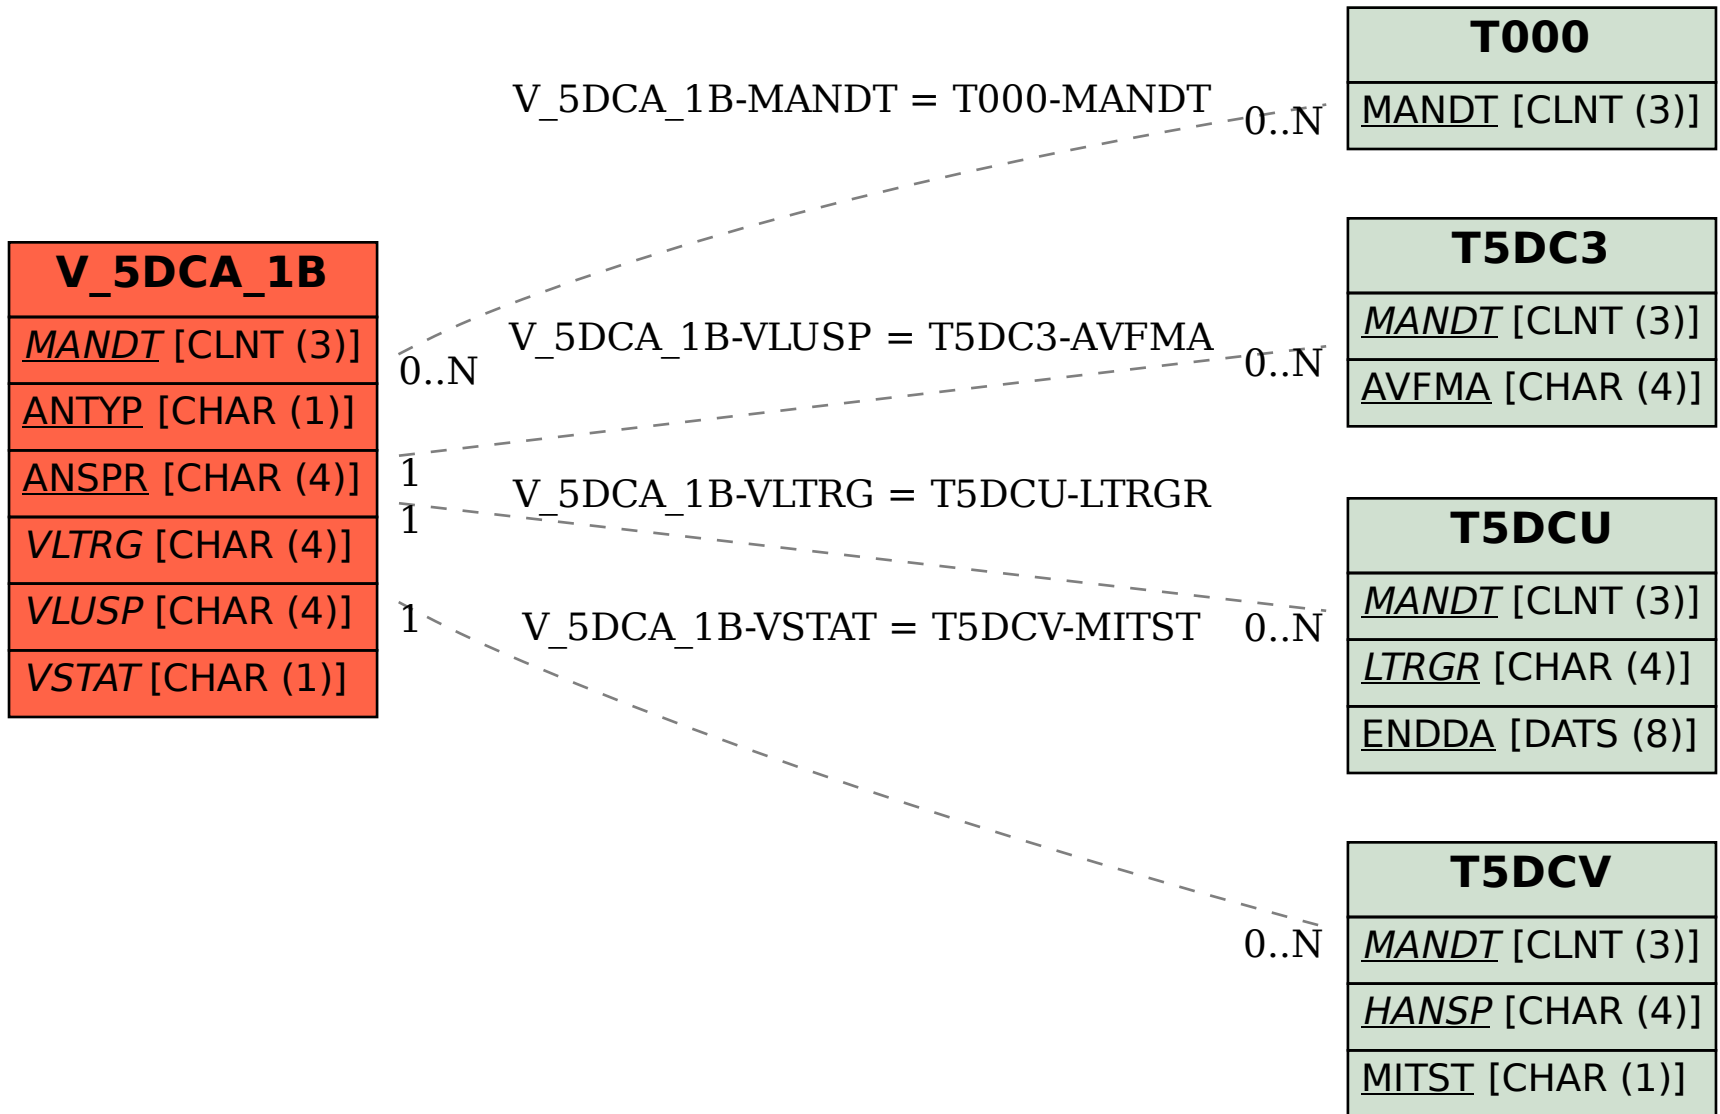 V_5DCA_1B
MANDT [CLNT (3)]
ANTYP [CHAR (1)]
ANSPR [CHAR (4)]
VLTRG [CHAR (4)]
VLUSP [CHAR (4)]
VSTAT [CHAR (1)]
V_5DCA_1B-MANDT = T000-MANDT
0..N
0..N
V_5DCA_1B-VLUSP = T5DC3-AVFMA
0..N
1
V_5DCA_1B-VLTRG = T5DCU-LTRGR
1
0..N
V_5DCA_1B-VSTAT = T5DCV-MITST
1
0..N
T000
MANDT [CLNT (3)]
T5DC3
MANDT [CLNT (3)]
AVFMA [CHAR (4)]
T5DCU
MANDT [CLNT (3)]
LTRGR [CHAR (4)]
ENDDA [DATS (8)]
T5DCV
MANDT [CLNT (3)]
HANSP [CHAR (4)]
MITST [CHAR (1)]